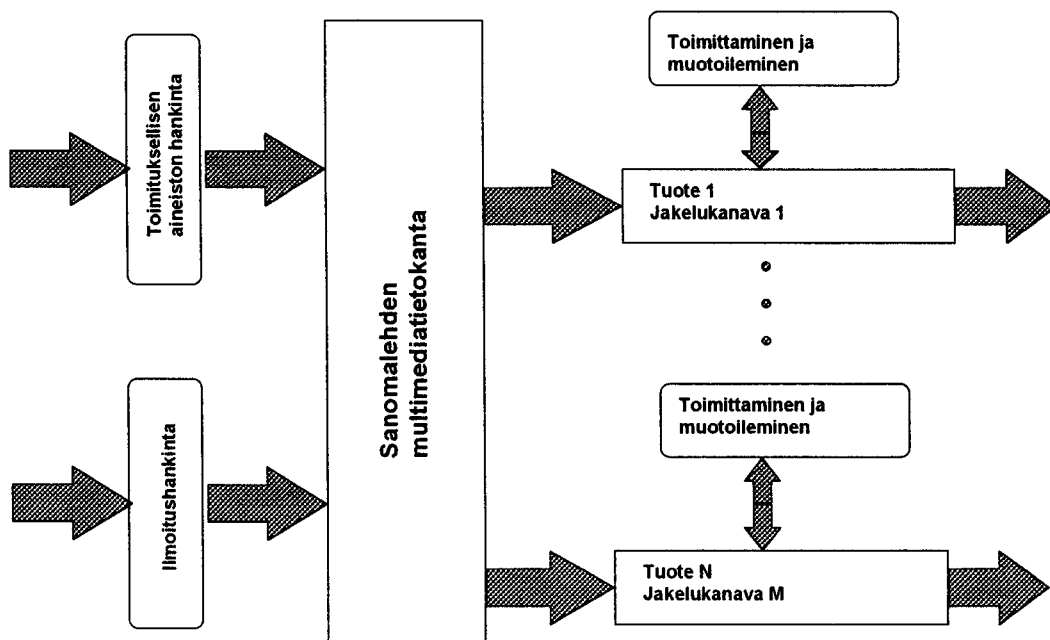 Toimituksellisen
aineiston hankinta
Ilmoitushankinta
Sanomalehden
multimediatietokanta
Toimittaminen ja
muotoileminen
Tuote 1
Jakelukanava 1
Toimittaminen ja
muotoileminen
Tuote N
Jakelukanava M